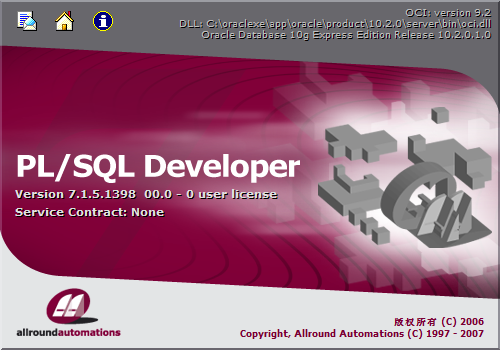 OCI: version 9.2
DLL: C:\oraclexe\app\oracle\product\10.2.0\server\bin\oci.dll
Oracle Database 10g Express Edition Release 10.2.0.1.0
PL/SQL Developer
Version 7.1.5.1398 00.0 - 0 user license
Service Contract: None
allroundautomations
版权所有 (C) 2006
Copyright, Allround Automations (C) 1997 - 2007